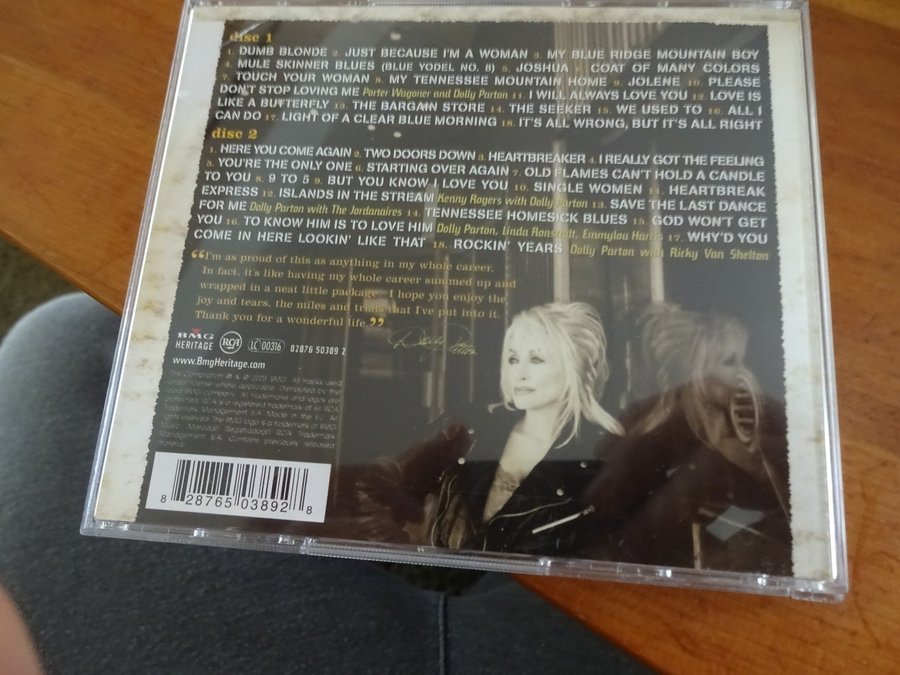 disc 1
1. DUMB BLONDE 2. JUST BECAUSE I'M A WOMAN 3. MY BLUE RIDGE MOUNTAIN BOY
4. MULE SKINNER BLUES (BLUE YODEL NO. 8) 5. JOSHUA 6. COAT OF MANY COLORS
7. TOUCH YOUR WOMAN 8. MY TENNESSEE MOUNTAIN HOME 9. JOLENE 10. PLEASE
DON'T STOP LOVING ME Porter Wagoner and Dolly Parton 11. I WILL ALWAYS LOVE YOU 12. LOVE IS
LIKE A BUTTERFLY 13. THE BARGAIN STORE 14. THE SEEKER 15. WE USED TO 16. ALL I
CAN DO 17. LIGHT OF A CLEAR BLUE MORNING 18. IT'S ALL WRONG, BUT IT'S ALL RIGHT
disc 2
1. HERE YOU COME AGAIN 2. TWO DOORS DOWN 3. HEARTBREAKER 4. I REALLY GOT THE FEELING
5. YOU'RE THE ONLY ONE 6. STARTING OVER AGAIN 7. OLD FLAMES CAN'T HOLD A CANDLE
TO YOU 8. 9 TO 5 9. BUT YOU KNOW I LOVE YOU 10. SINGLE WOMEN 11. HEARTBREAK
EXPRESS 12. ISLANDS IN THE STREAM Kenny Rogers with Dolly Parton 13. SAVE THE LAST DANCE
FOR ME Dolly Parton with The Jordanaires 14. TENNESSEE HOMESICK BLUES 15. GOD WON'T GET
YOU 16. TO KNOW HIM IS TO LOVE HIM Dolly Parton, Linda Ronstadt, Emmylou Harris 17. WHY'D YOU
COME IN HERE LOOKIN' LIKE THAT 18. ROCKIN' YEARS Dolly Parton with Ricky Van Shelton
“I'm as proud of this as anything in my whole career.
In fact, it's like having my whole career summed up and
wrapped in a neat little package. I hope you enjoy the
joy and tears, the miles and trials that I've put into it.
Thank you for a wonderful life.”
Dolly Parton
BMG HERITAGE RCA LC 00316 82876 50389 2
www.BmgHeritage.com
8 28765 03892 8